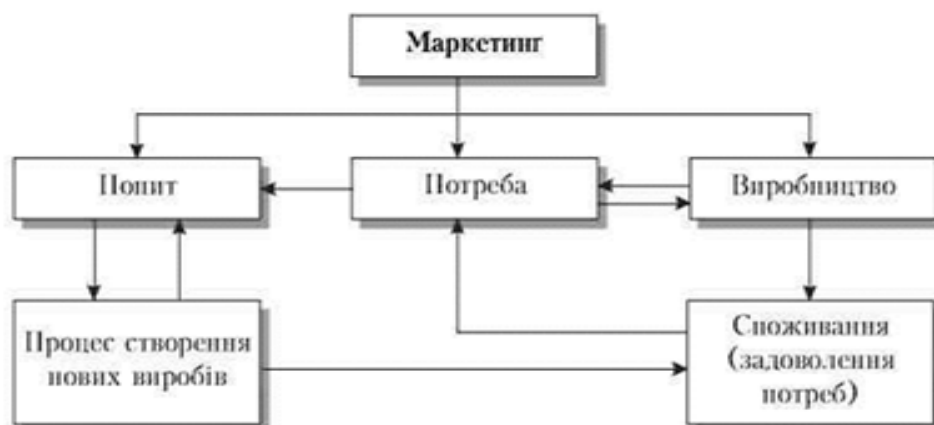 Маркетинг
Попит
Потреба
Виробництво
Процес створення
нових виробів
Споживання
(задоволення
потреб)